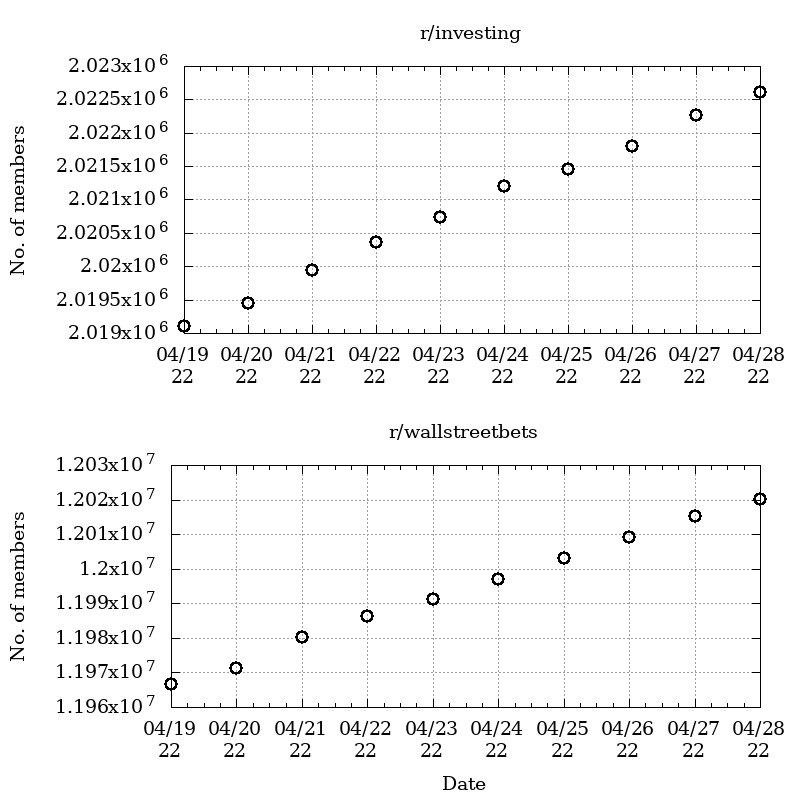 r/investing
2.023x10^6
2.0225x10^6
2.022x10^6
2.0215x10^6
2.021x10^6
2.0205x10^6
2.02x10^6
2.0195x10^6
2.019x10^6
No. of members
04/19 04/20 04/21 04/22 04/23 04/24 04/25 04/26 04/27 04/28
22 22 22 22 22 22 22 22 22 22
r/wallstreetbets
1.203x10^7
1.202x10^7
1.201x10^7
1.2x10^7
1.199x10^7
1.198x10^7
1.197x10^7
1.196x10^7
No. of members
04/19 04/20 04/21 04/22 04/23 04/24 04/25 04/26 04/27 04/28
22 22 22 22 22 22 22 22 22 22
Date